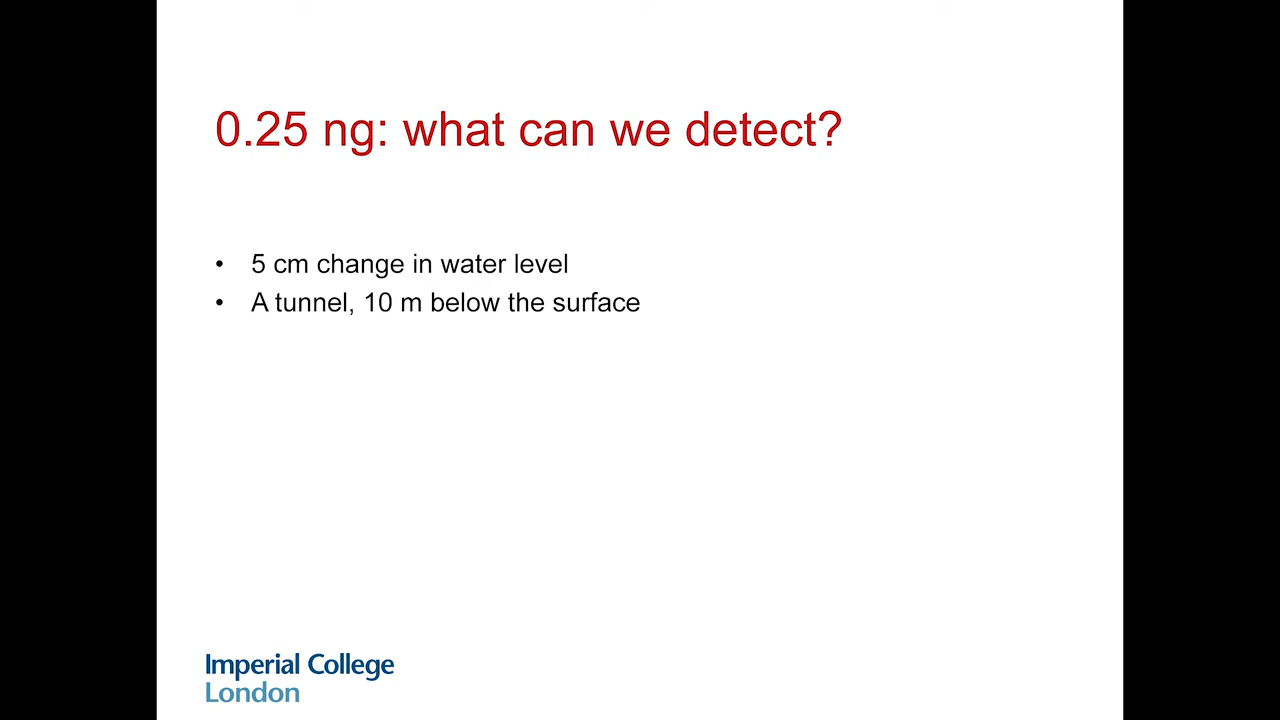 0.25 ng: what can we detect?
• 5 cm change in water level
• A tunnel, 10 m below the surface
Imperial College
London